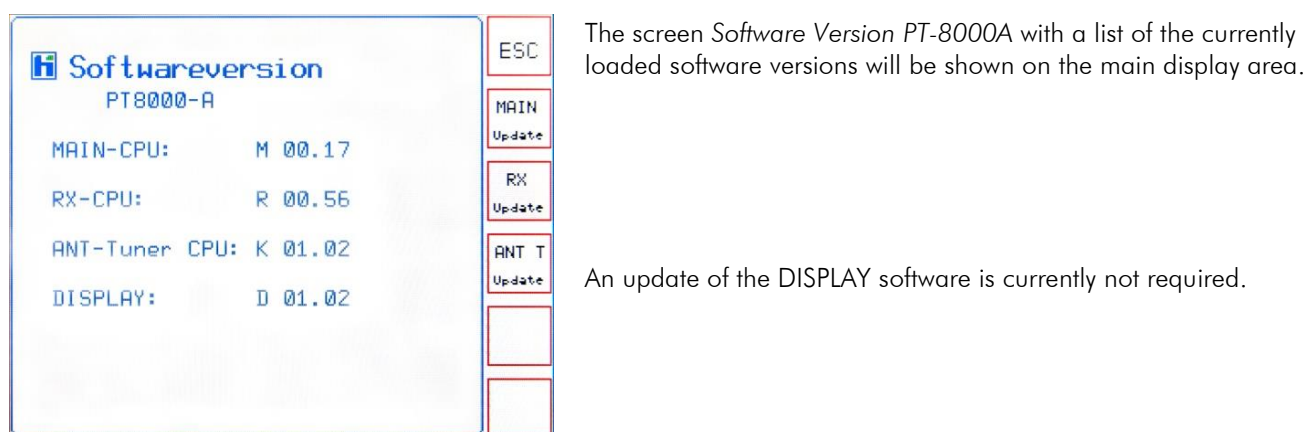 hi Softwareversion
PT8000-A
MAIN-CPU: M 00.17
RX-CPU: R 00.56
ANT-Tuner CPU: K 01.02
DISPLAY: D 01.02
ESC
MAIN
Update
RX
Update
ANT T
Update
The screen Software Version PT-8000A with a list of the currently
loaded software versions will be shown on the main display area.
An update of the DISPLAY software is currently not required.